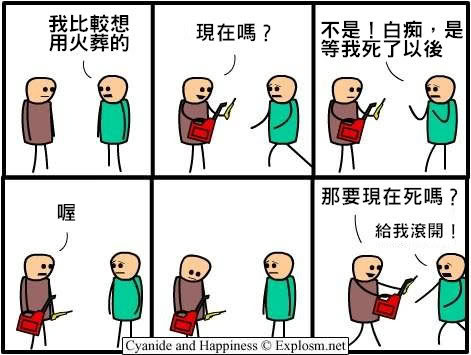 我比較想
用火葬的
現在嗎？
不是！白痴，是
等我死了以後
喔
那要現在死嗎？
給我滾開！
Cyanide and Happiness © Explosm.net